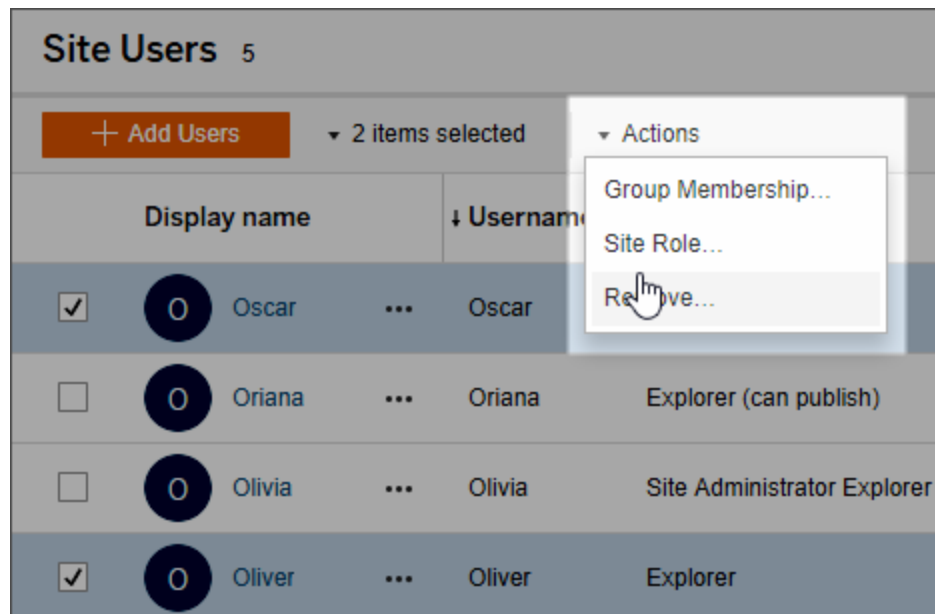 Site Users 5
+ Add Users 2 items selected Actions
Group Membership...
Display name ↓ Username
Site Role...
O Oscar ••• Oscar
Remove...
O Oriana ••• Oriana Explorer (can publish)
O Olivia ••• Olivia Site Administrator Explorer
O Oliver ••• Oliver Explorer